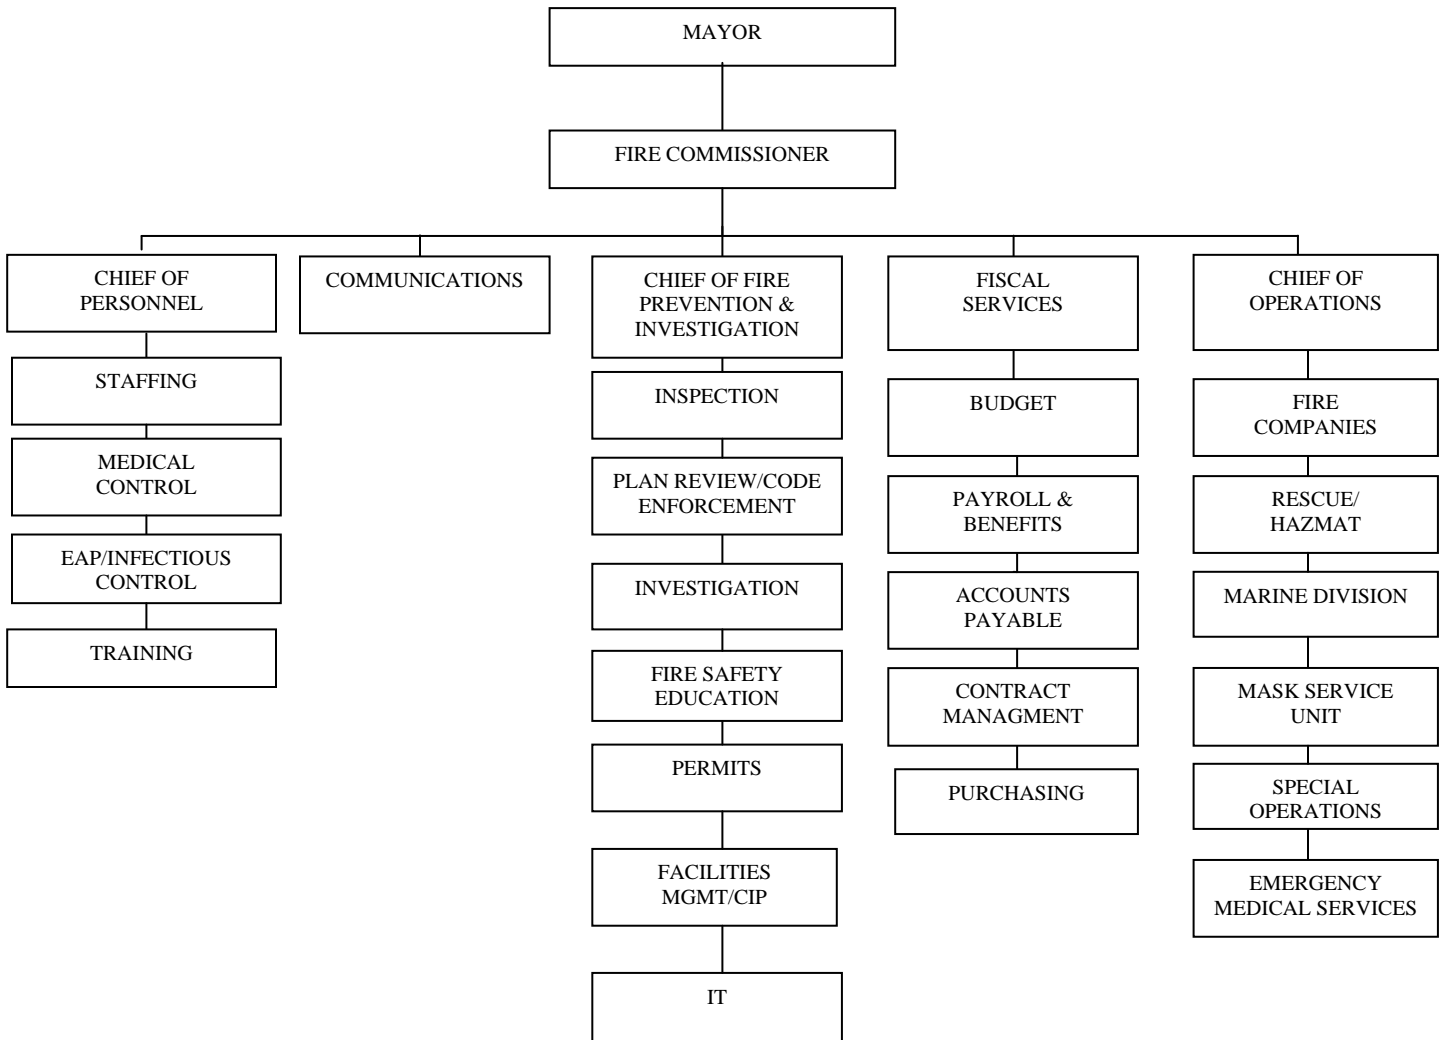 MAYOR
FIRE COMMISSIONER
CHIEF OF
PERSONNEL
STAFFING
MEDICAL
CONTROL
EAP/INFECTIOUS
CONTROL
TRAINING
COMMUNICATIONS
CHIEF OF FIRE
PREVENTION &
INVESTIGATION
INSPECTION
PLAN REVIEW/CODE
ENFORCEMENT
INVESTIGATION
FIRE SAFETY
EDUCATION
PERMITS
FACILITIES
MGMT/CIP
IT
FISCAL
SERVICES
BUDGET
PAYROLL &
BENEFITS
ACCOUNTS
PAYABLE
CONTRACT
MANAGMENT
PURCHASING
CHIEF OF
OPERATIONS
FIRE
COMPANIES
RESCUE/
HAZMAT
MARINE DIVISION
MASK SERVICE
UNIT
SPECIAL
OPERATIONS
EMERGENCY
MEDICAL SERVICES